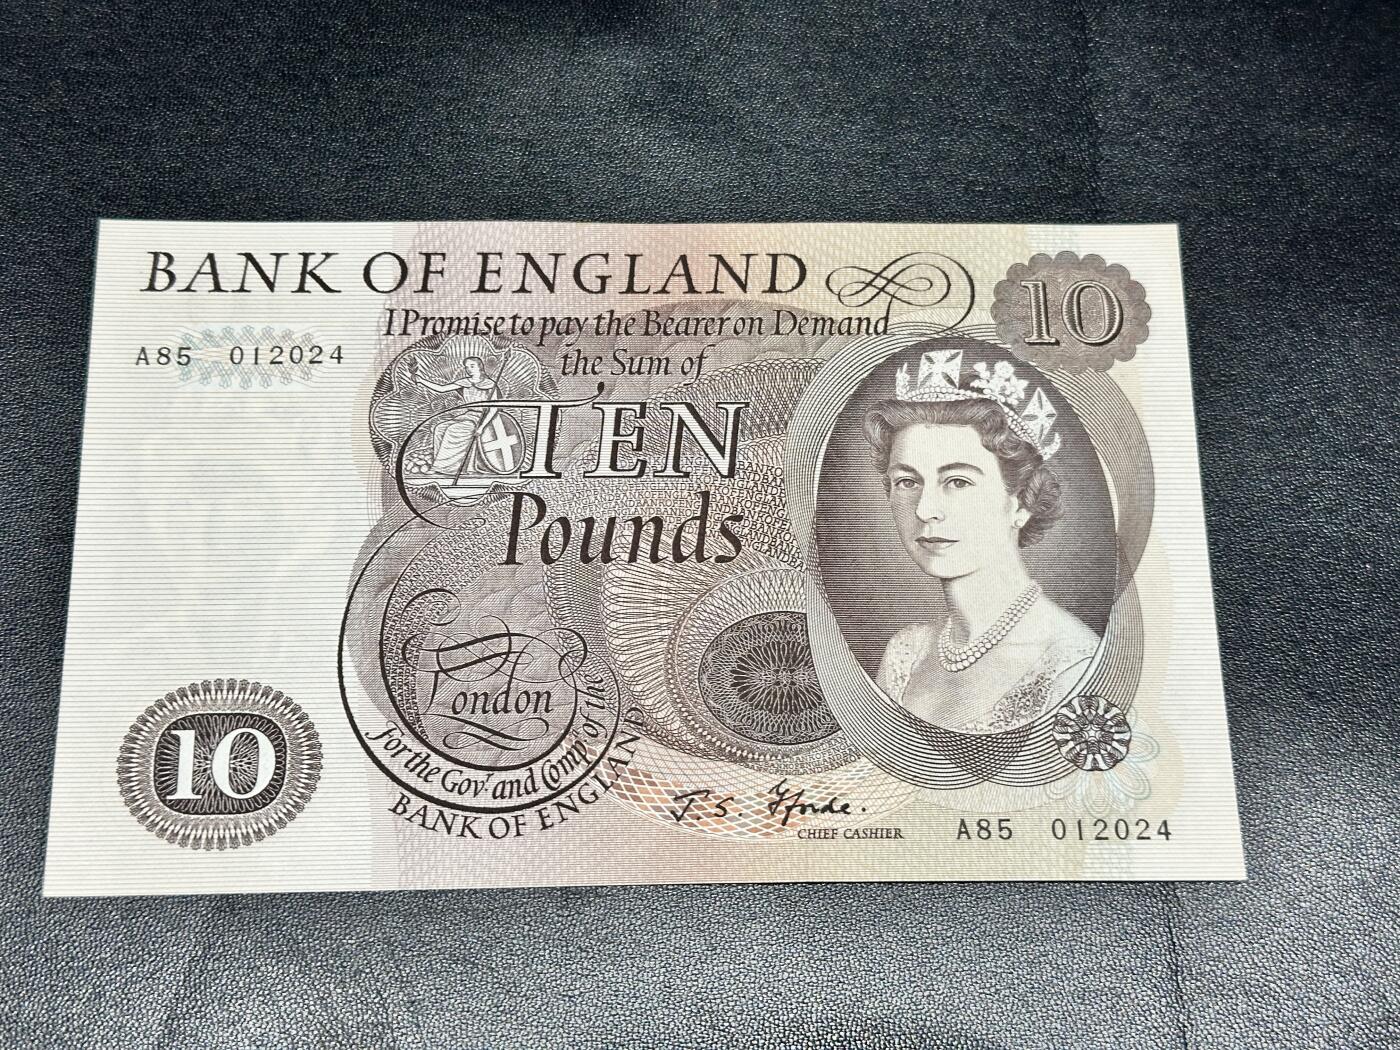 BANK OF ENGLAND
10
I Promise to pay the Bearer on Demand
A85 012024
the Sum of
TEN
Pounds
London
for the Govr. and Compa. of the
BANK OF ENGLAND
10
J. S. Fforde.
CHIEF CASHIER
A85 012024